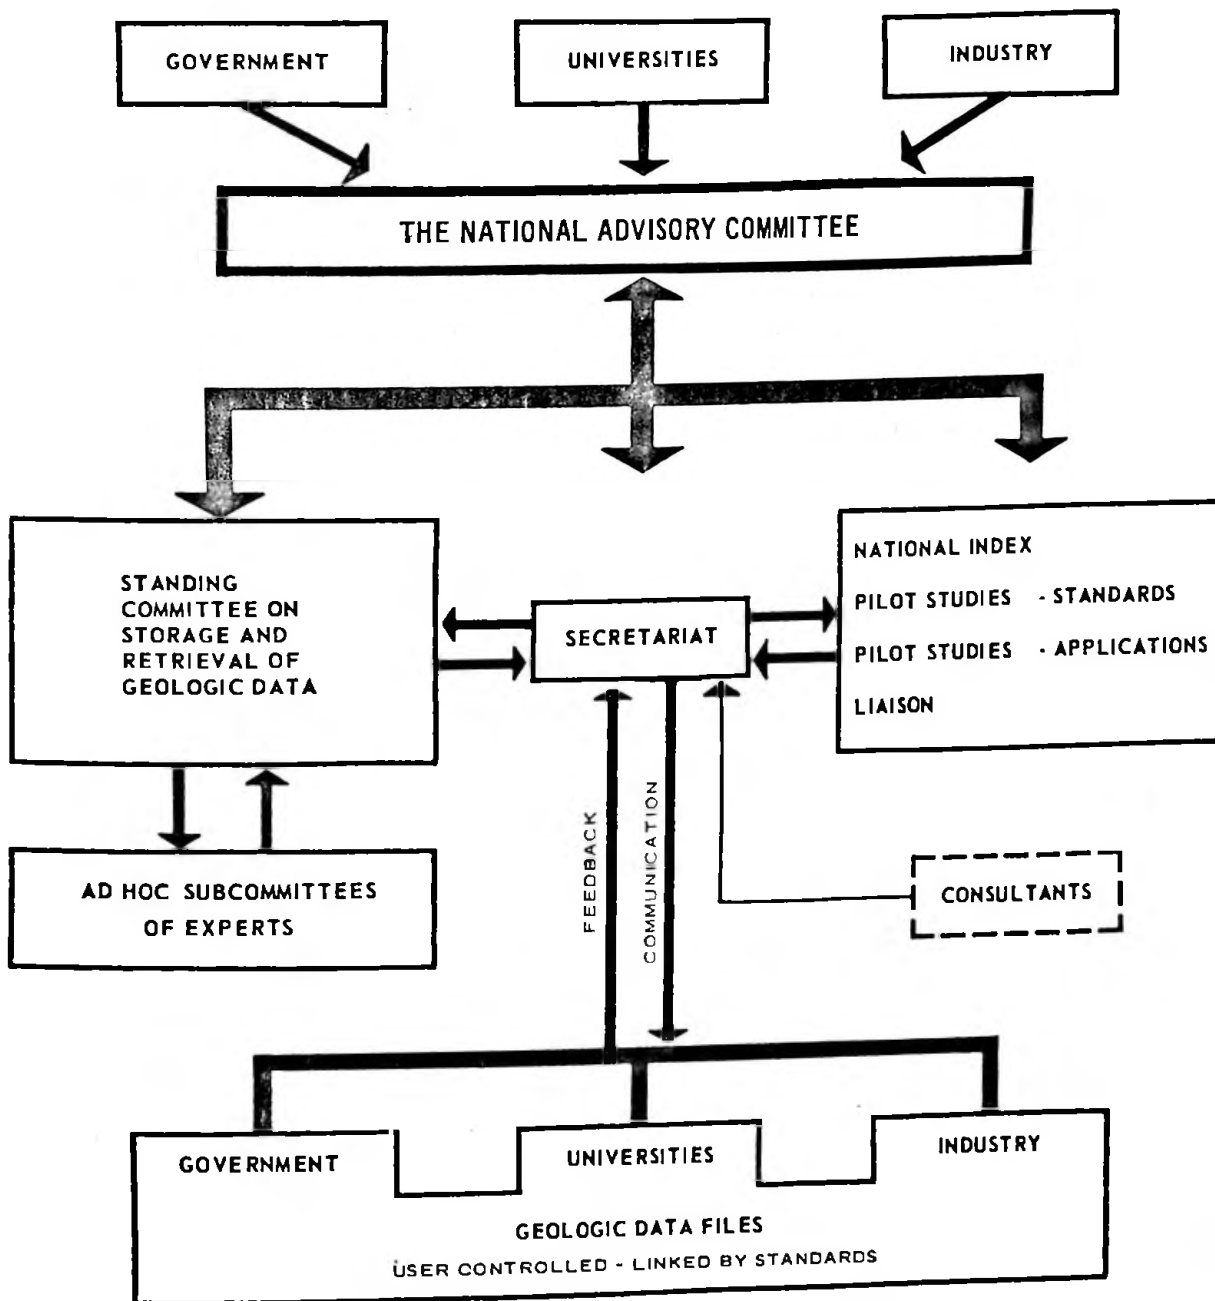 GOVERNMENT
UNIVERSITIES
INDUSTRY
THE NATIONAL ADVISORY COMMITTEE
STANDING
COMMITTEE ON
STORAGE AND
RETRIEVAL OF
GEOLOGIC DATA
SECRETARIAT
NATIONAL INDEX
PILOT STUDIES - STANDARDS
PILOT STUDIES - APPLICATIONS
LIAISON
AD HOC SUBCOMMITTEES
OF EXPERTS
FEEDBACK
COMMUNICATION
CONSULTANTS
GOVERNMENT
UNIVERSITIES
INDUSTRY
GEOLOGIC DATA FILES
USER CONTROLLED - LINKED BY STANDARDS